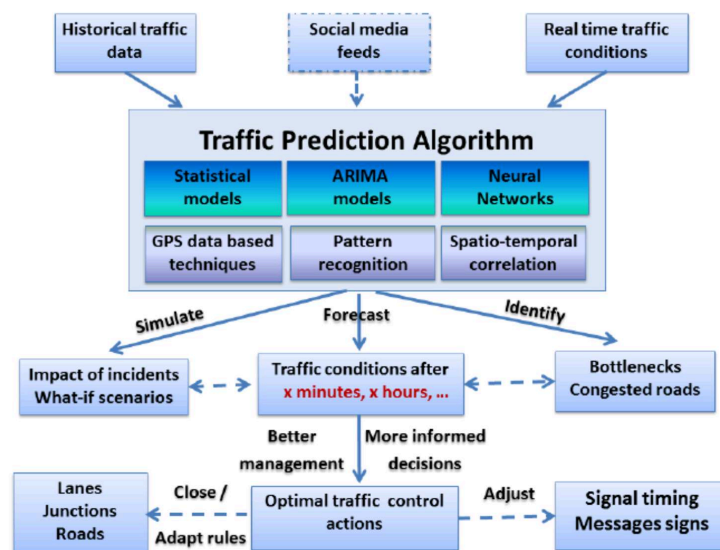 Historical traffic
data
Social media
feeds
Real time traffic
conditions
Traffic Prediction Algorithm
Statistical
models
ARIMA
models
Neural
Networks
GPS data based
techniques
Pattern
recognition
Spatio-temporal
correlation
Simulate
Forecast
Identify
Impact of incidents
What-if scenarios
Traffic conditions after
x minutes, x hours, ...
Bottlenecks
Congested roads
Better
management
More informed
decisions
Lanes
Junctions
Roads
Close /
Adapt rules
Optimal traffic control
actions
Adjust
Signal timing
Messages signs